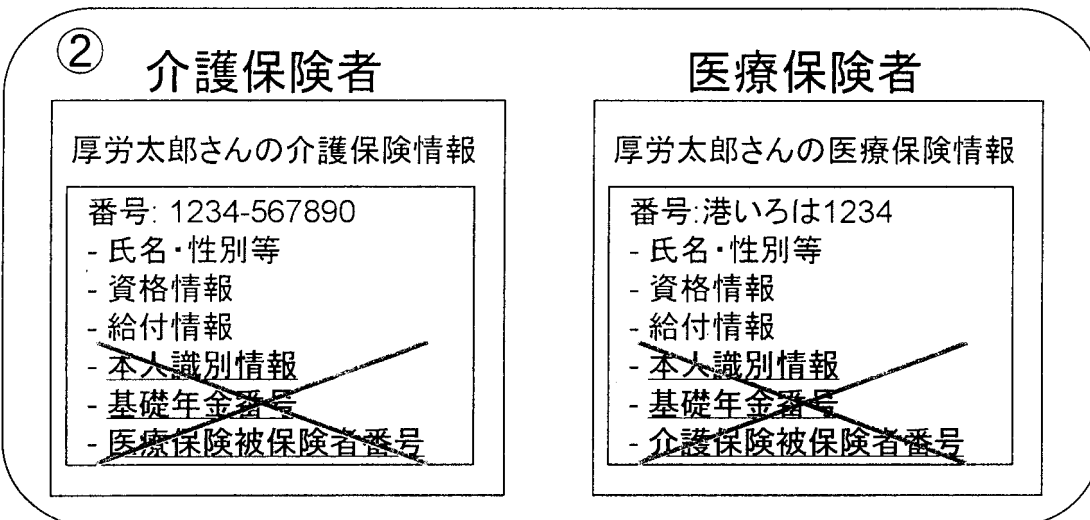 ②
介護保険者
厚労太郎さんの介護保険情報
番号: 1234-567890
- 氏名・性別等
- 資格情報
- 給付情報
- 本人識別情報
- 基礎年金番号
- 医療保険被保険者番号
医療保険者
厚労太郎さんの医療保険情報
番号:港いろは1234
- 氏名・性別等
- 資格情報
- 給付情報
- 本人識別情報
- 基礎年金番号
- 介護保険被保険者番号